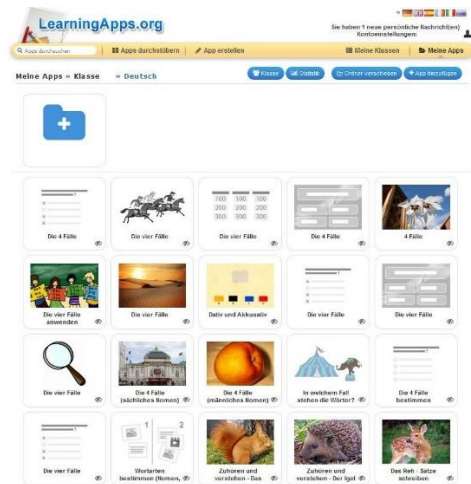 LearningApps.org
Sie haben 1 neue persönliche Nachricht(en)
Kontoeinstellungen:
Apps durchsuchen
Apps durchstöbern
App erstellen
Meine Klassen
Meine Apps
Meine Apps » Klasse » Deutsch
Klasse
Statistik
Ordner verschieben
App hinzufügen
100 100 100
200 200 200
300 300 300
Die 4 Fälle
Die vier Fälle
Die vier Fälle
Die 4 Fälle
4 Fälle
Die vier Fälle
anwenden
Die vier Fälle
Dativ und Akkusativ
Die vier Fälle
Die vier Fälle
Die vier Fälle
Die 4 Fälle
(sächliches Nomen)
Die 4 Fälle
(männliches Nomen)
In welchem Fall
stehen die Wörter?
Die 4 Fälle
bestimmen
1 2
Die vier Fälle
Wortarten
bestimmen (Nomen,
Zuhören und
verstehen - Das
Zuhören und
verstehen - Der Igel
Das Reh - Sätze
schreiben